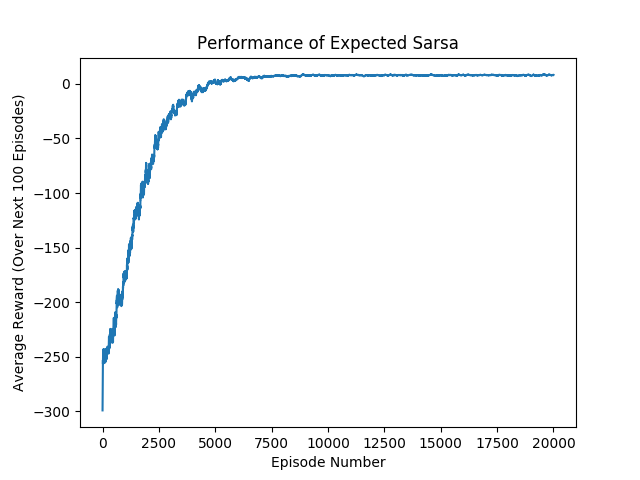 Performance of Expected Sarsa
Average Reward (Over Next 100 Episodes)
0
−50
−100
−150
−200
−250
−300
0 2500 5000 7500 10000 12500 15000 17500 20000
Episode Number